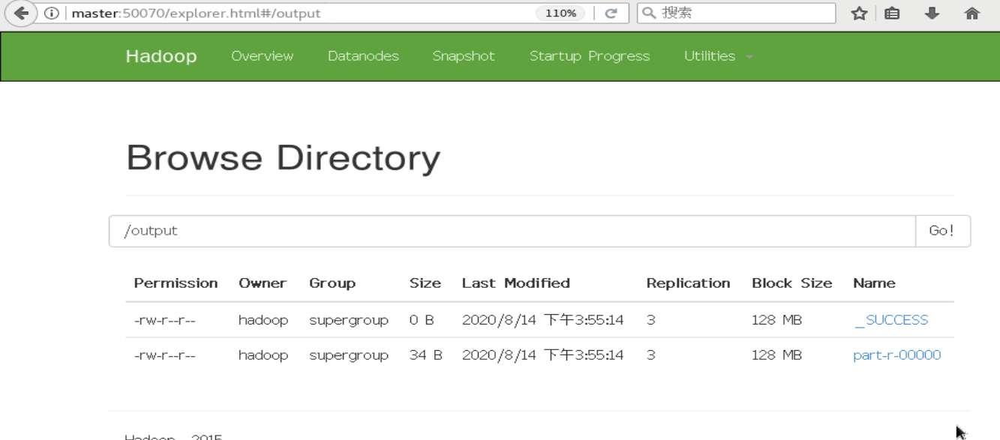 master:50070/explorer.html#/output 110% 搜索
Hadoop Overview Datanodes Snapshot Startup Progress Utilities
Browse Directory
/output Go!
Permission Owner Group Size Last Modified Replication Block Size Name
-rw-r--r-- hadoop supergroup 0 B 2020/8/14 下午3:55:14 3 128 MB _SUCCESS
-rw-r--r-- hadoop supergroup 34 B 2020/8/14 下午3:55:14 3 128 MB part-r-00000
Hadoop, 2015.